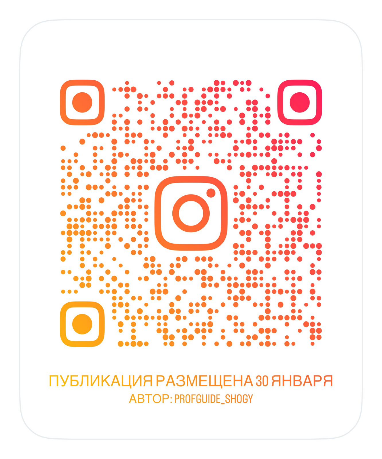 ПУБЛИКАЦИЯ РАЗМЕЩЕНА 30 ЯНВАРЯ
АВТОР: PROFGUIDE_SHOGY